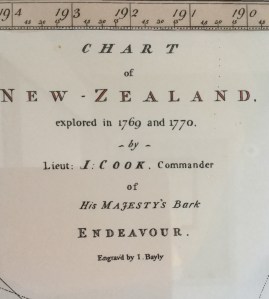 194 193 192 191 190
CHART
of
NEW-ZEALAND.
explored in 1769 and 1770.
- by -
Lieut: I: COOK, Commander
of
His MAJESTY'S Bark
ENDEAVOUR.
Engrav'd by I. Bayly